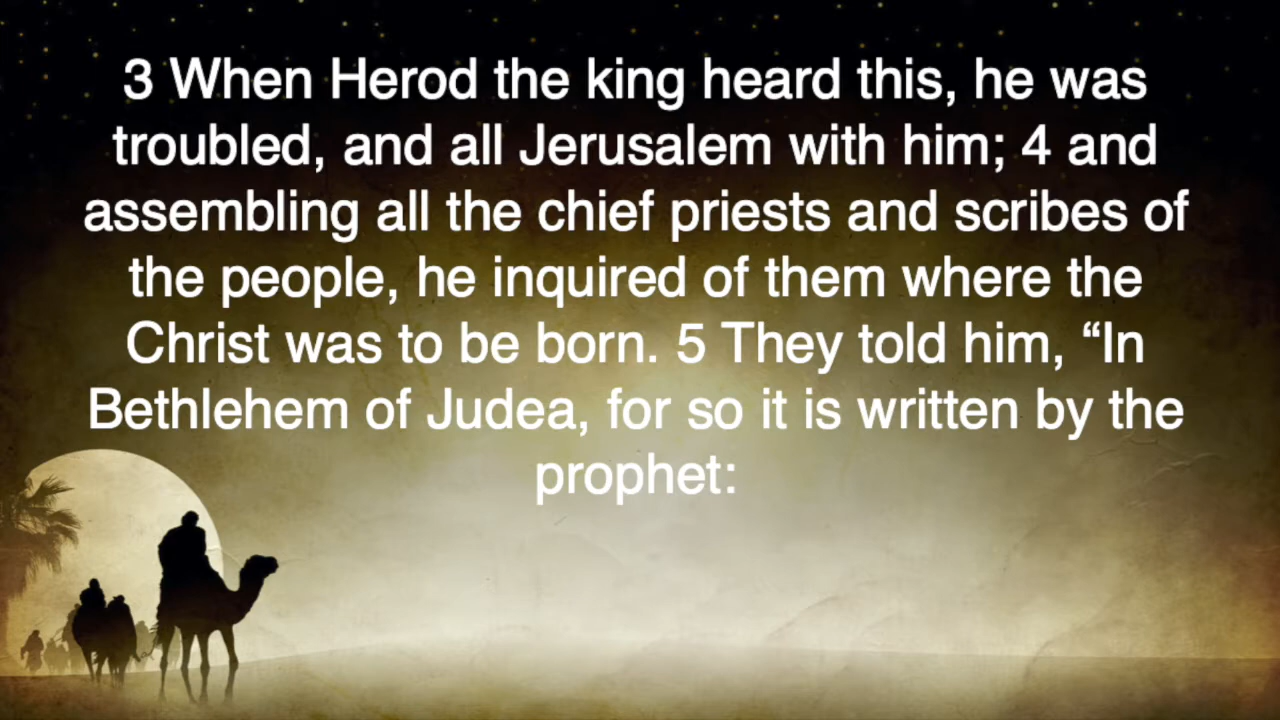 3 When Herod the king heard this, he was
troubled, and all Jerusalem with him; 4 and
assembling all the chief priests and scribes of
the people, he inquired of them where the
Christ was to be born. 5 They told him, “In
Bethlehem of Judea, for so it is written by the
prophet: